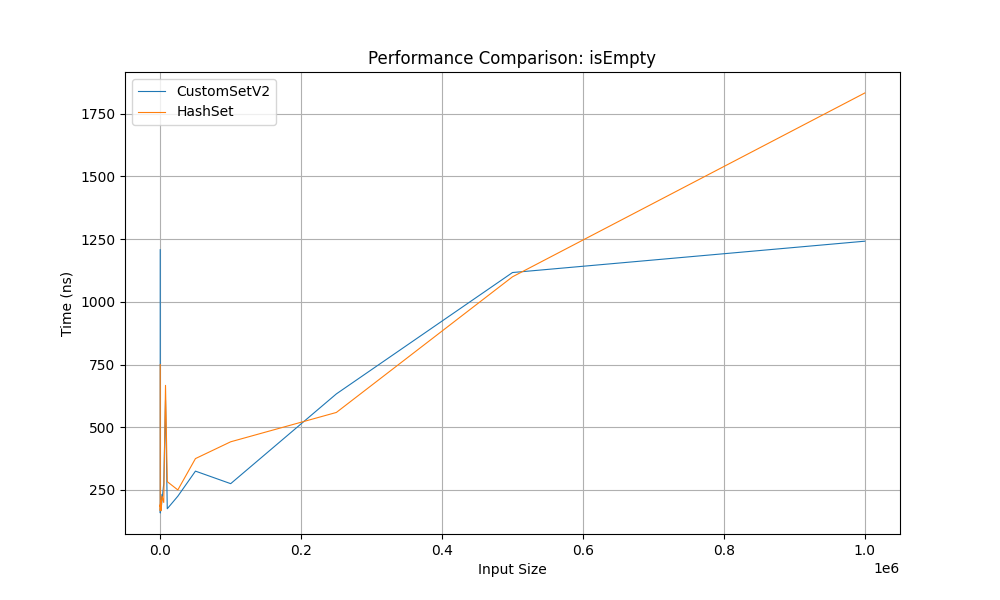 Performance Comparison: isEmpty
CustomSetV2
HashSet
1750
1500
1250
1000
750
500
250
Time (ns)
0.0 0.2 0.4 0.6 0.8 1.0
1e6
Input Size